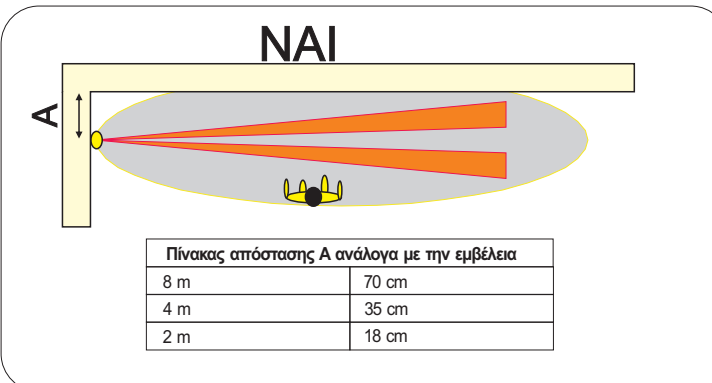 ΝΑΙ
A
Πίνακας απόστασης Α ανάλογα με την εμβέλεια
8 m 70 cm
4 m 35 cm
2 m 18 cm